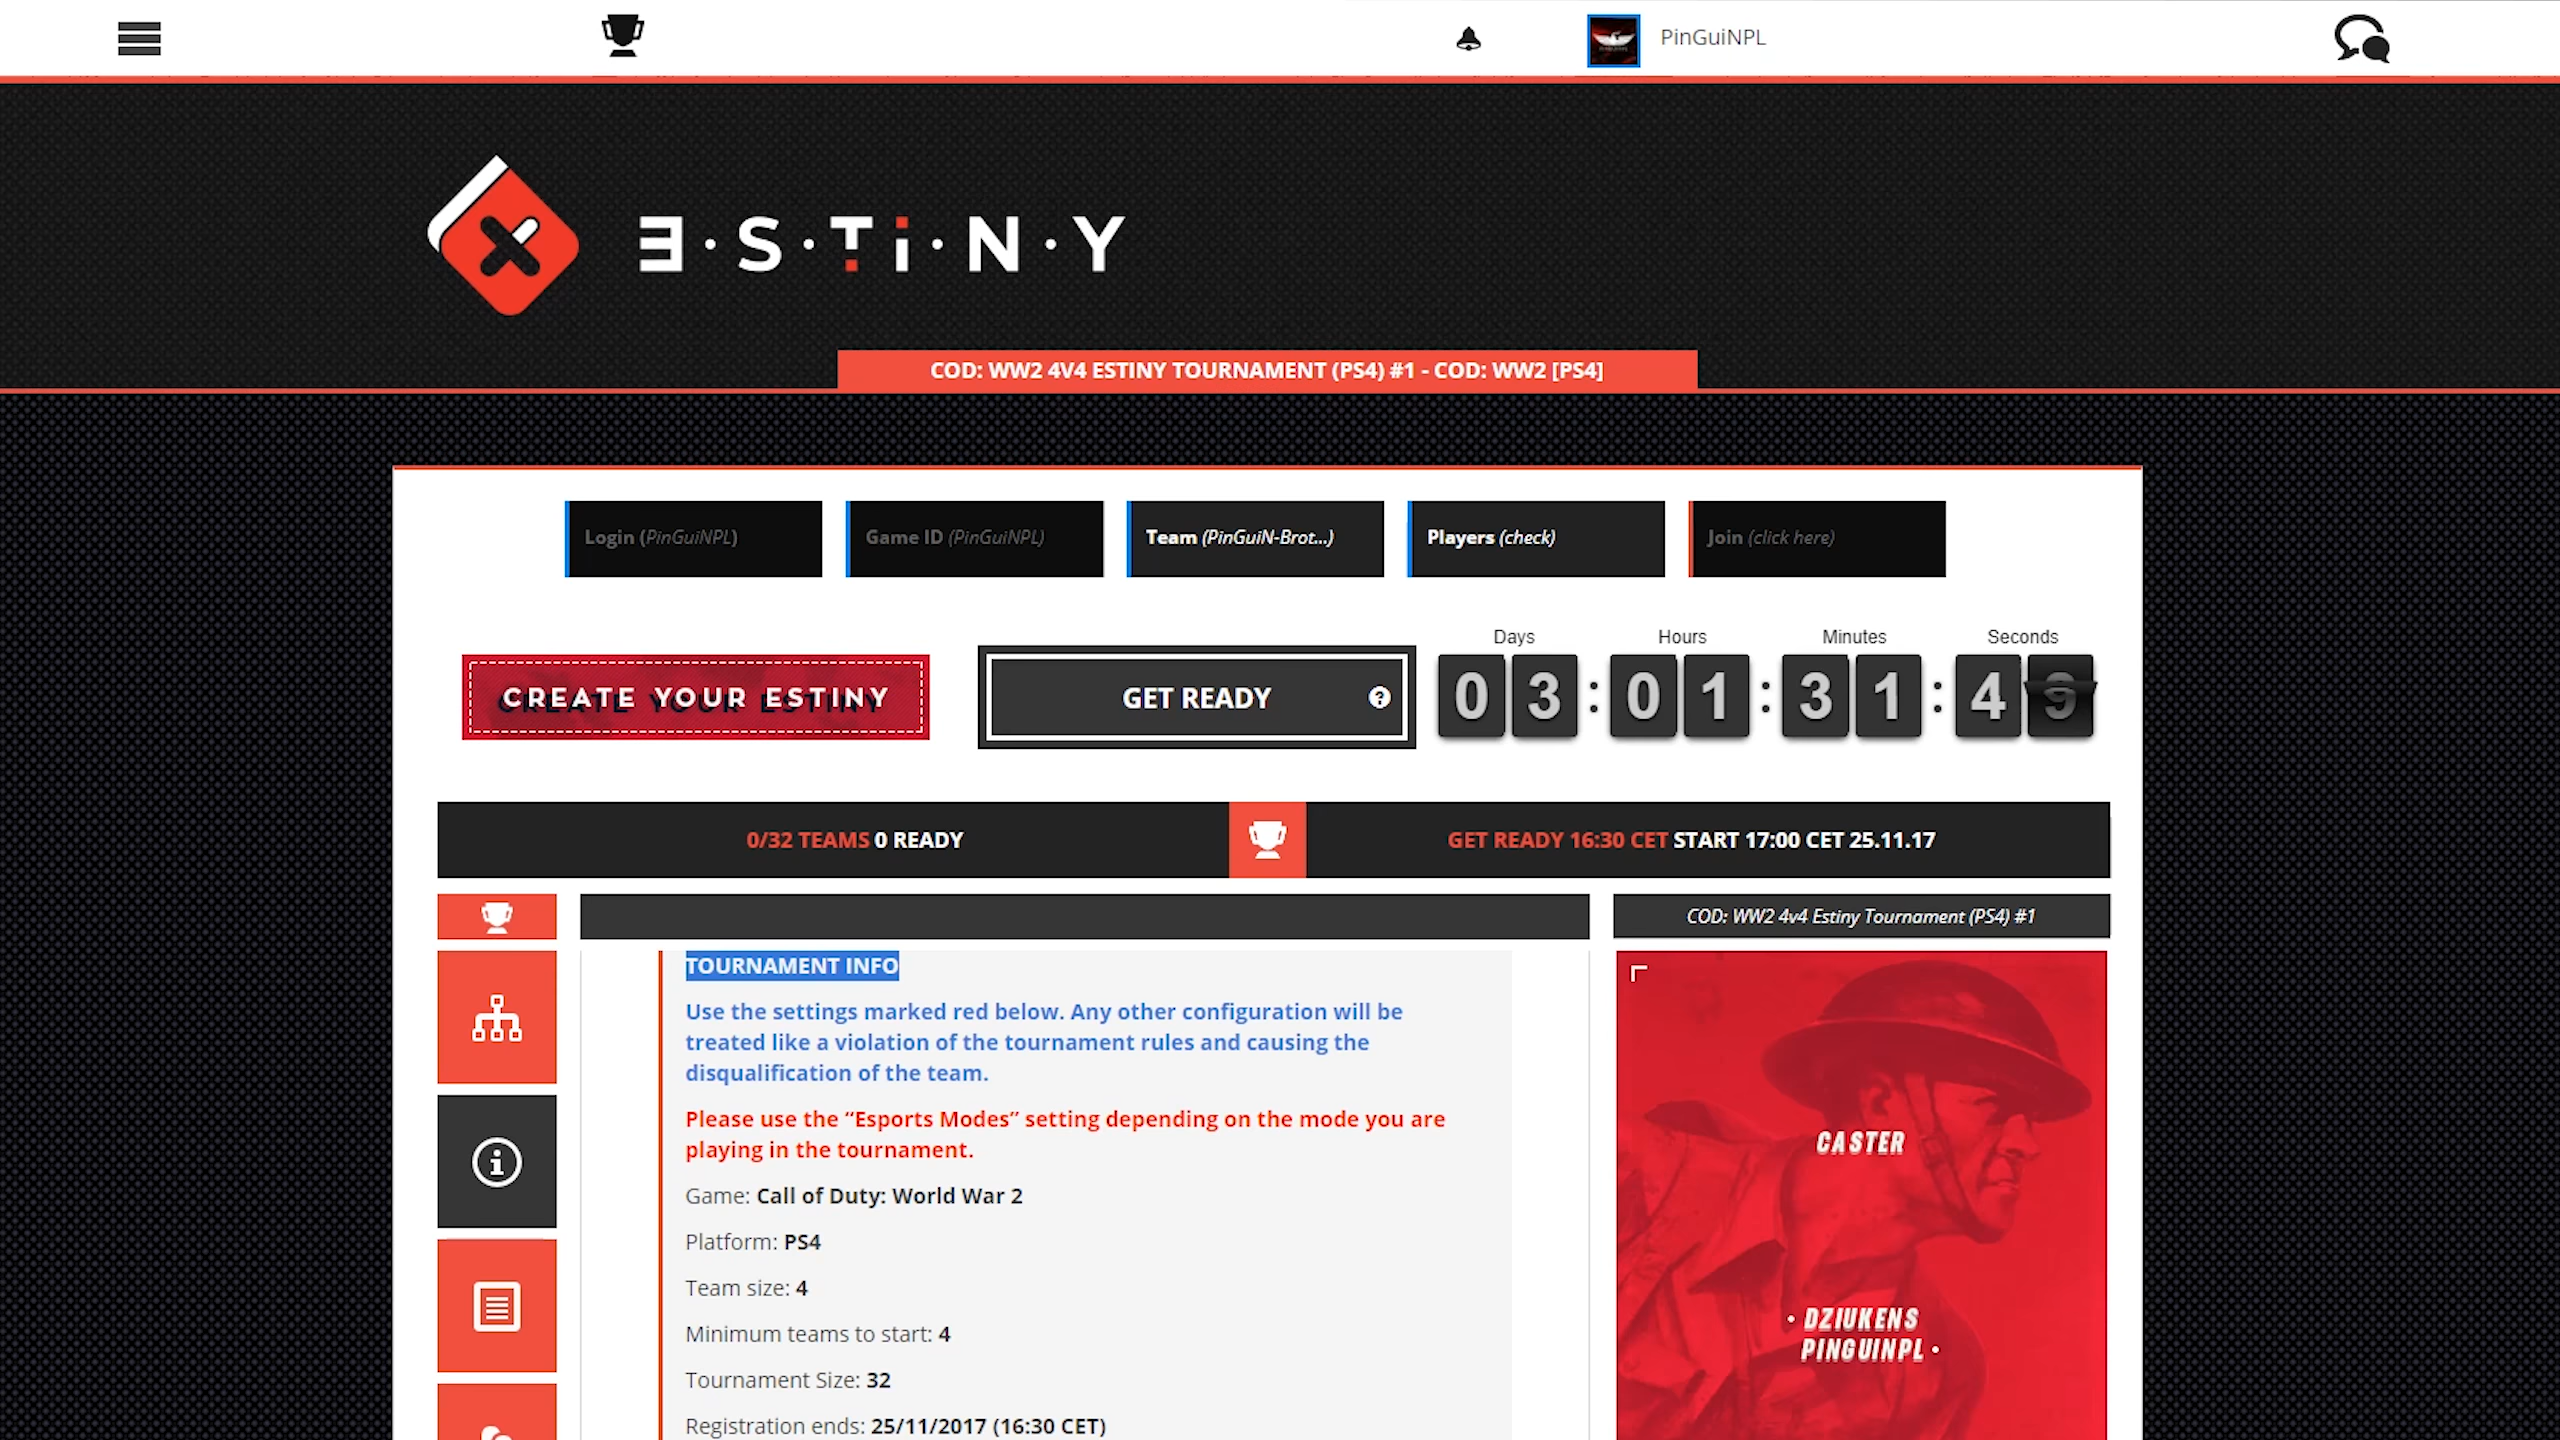 PinGuiNPL
E·S·Ti·N·Y
COD: WW2 4V4 ESTINY TOURNAMENT (PS4) #1 - COD: WW2 [PS4]
Login (PinGuiNPL)
Game ID (PinGuiNPL)
Team (PinGuiN-Brot...)
Players (check)
Join (click here)
CREATE YOUR ESTINY
GET READY
Days Hours Minutes Seconds
03:01:31:4
0/32 TEAMS 0 READY
GET READY 16:30 CET START 17:00 CET 25.11.17
COD: WW2 4v4 Estiny Tournament (PS4) #1
TOURNAMENT INFO
Use the settings marked red below. Any other configuration will be
treated like a violation of the tournament rules and causing the
disqualification of the team.
Please use the “Esports Modes” setting depending on the mode you are
playing in the tournament.
Game: Call of Duty: World War 2
Platform: PS4
Team size: 4
Minimum teams to start: 4
Tournament Size: 32
Registration ends: 25/11/2017 (16:30 CET)
CASTER
· DZIUKENS
PINGUINPL ·